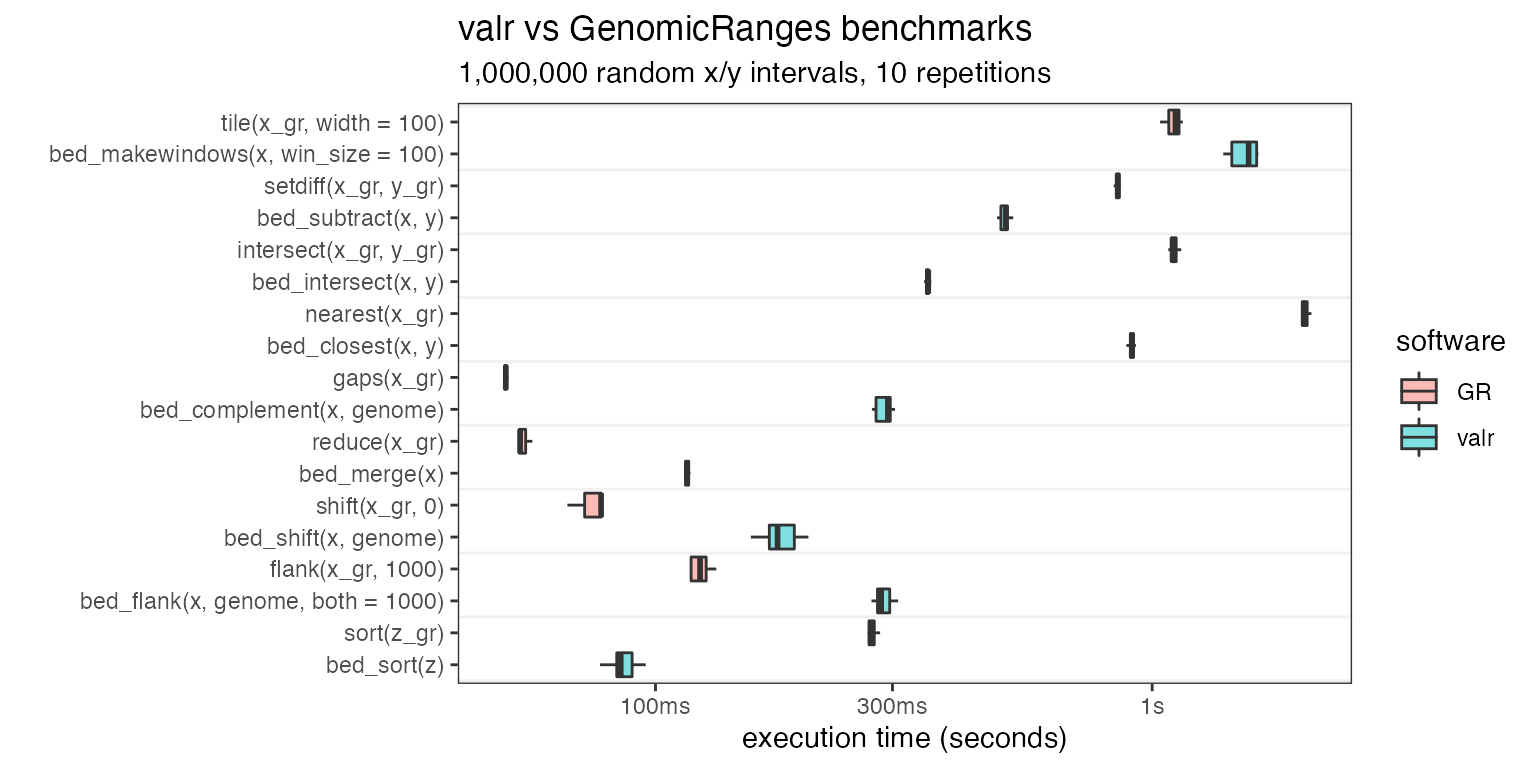 valr vs GenomicRanges benchmarks
1,000,000 random x/y intervals, 10 repetitions
tile(x_gr, width = 100)
bed_makewindows(x, win_size = 100)
setdiff(x_gr, y_gr)
bed_subtract(x, y)
intersect(x_gr, y_gr)
bed_intersect(x, y)
nearest(x_gr)
bed_closest(x, y)
gaps(x_gr)
bed_complement(x, genome)
reduce(x_gr)
bed_merge(x)
shift(x_gr, 0)
bed_shift(x, genome)
flank(x_gr, 1000)
bed_flank(x, genome, both = 1000)
sort(z_gr)
bed_sort(z)
100ms 300ms 1s
execution time (seconds)
software
GR
valr